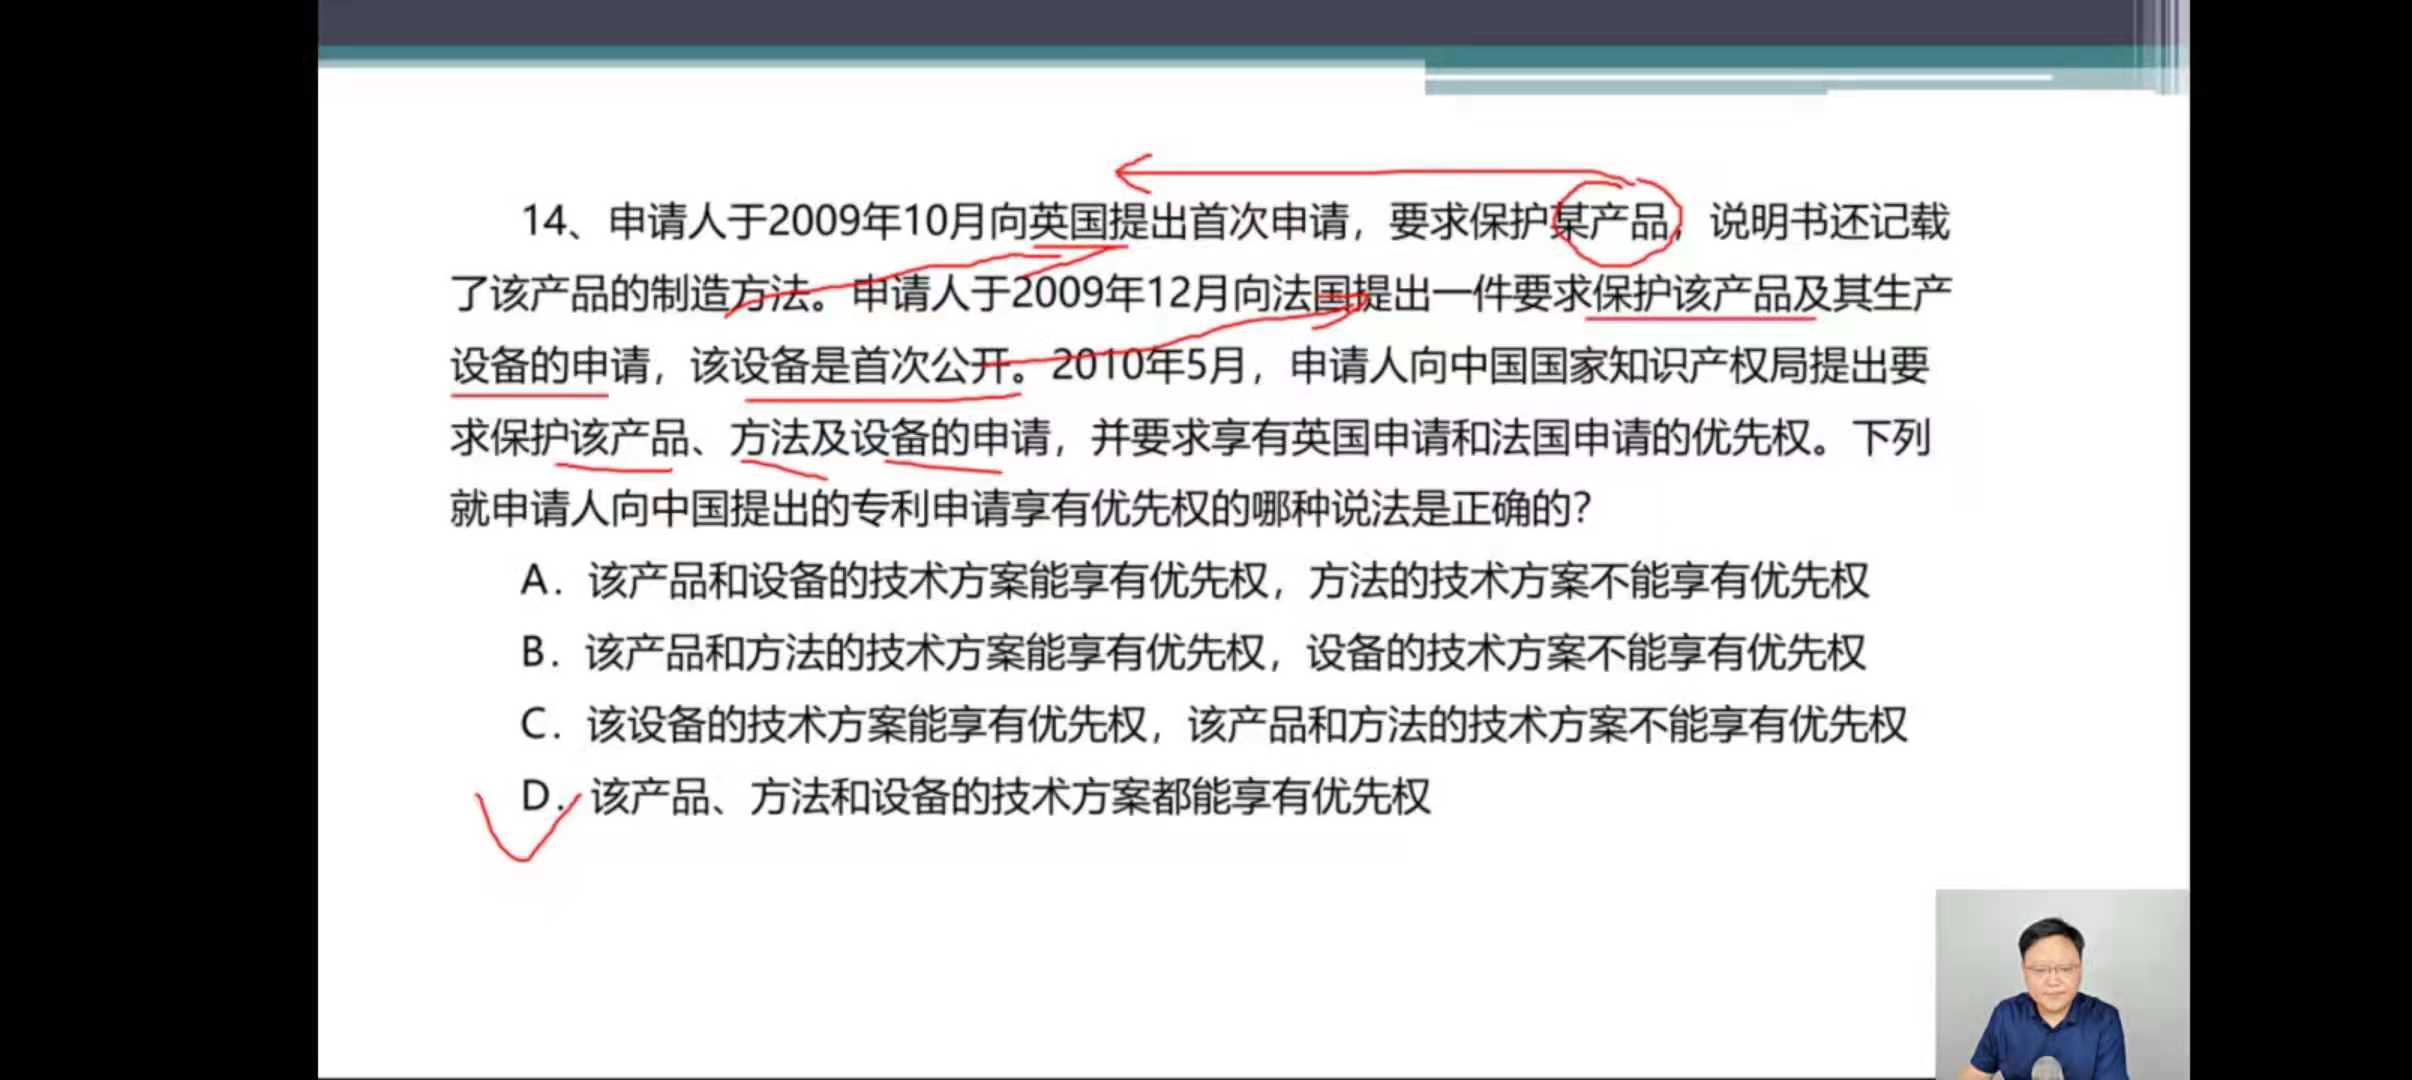 14、申请人于2009年10月向英国提出首次申请，要求保护某产品，说明书还记载
了该产品的制造方法。申请人于2009年12月向法国提出一件要求保护该产品及其生产
设备的申请，该设备是首次公开。2010年5月，申请人向中国国家知识产权局提出要
求保护该产品、方法及设备的申请，并要求享有英国申请和法国申请的优先权。下列
就申请人向中国提出的专利申请享有优先权的哪种说法是正确的？
A．该产品和设备的技术方案能享有优先权，方法的技术方案不能享有优先权
B．该产品和方法的技术方案能享有优先权，设备的技术方案不能享有优先权
C．该设备的技术方案能享有优先权，该产品和方法的技术方案不能享有优先权
D．该产品、方法和设备的技术方案都能享有优先权